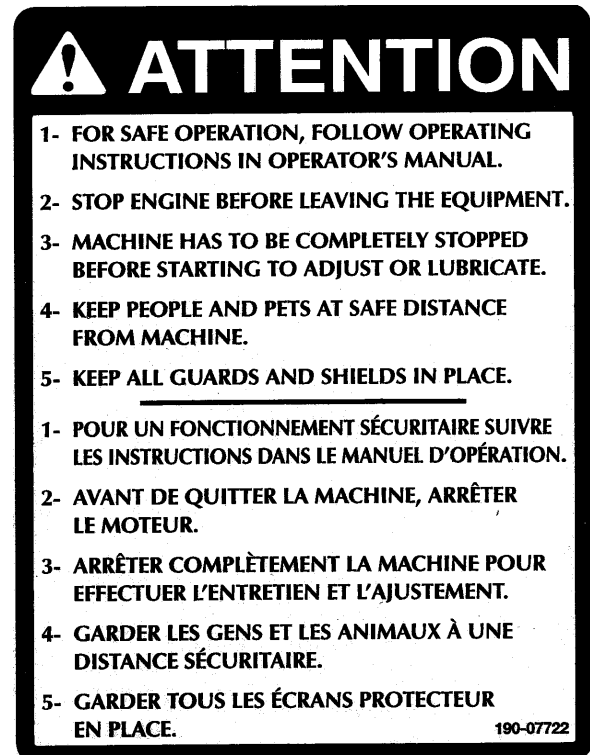 ATTENTION
1- FOR SAFE OPERATION, FOLLOW OPERATING
INSTRUCTIONS IN OPERATOR'S MANUAL.
2- STOP ENGINE BEFORE LEAVING THE EQUIPMENT.
3- MACHINE HAS TO BE COMPLETELY STOPPED
BEFORE STARTING TO ADJUST OR LUBRICATE.
4- KEEP PEOPLE AND PETS AT SAFE DISTANCE
FROM MACHINE.
5- KEEP ALL GUARDS AND SHIELDS IN PLACE.
1- POUR UN FONCTIONNEMENT SÉCURITAIRE SUIVRE
LES INSTRUCTIONS DANS LE MANUEL D'OPÉRATION.
2- AVANT DE QUITTER LA MACHINE, ARRÊTER
LE MOTEUR.
3- ARRÊTER COMPLÈTEMENT LA MACHINE POUR
EFFECTUER L'ENTRETIEN ET L'AJUSTEMENT.
4- GARDER LES GENS ET LES ANIMAUX À UNE
DISTANCE SÉCURITAIRE.
5- GARDER TOUS LES ÉCRANS PROTECTEUR
EN PLACE.
190-07722